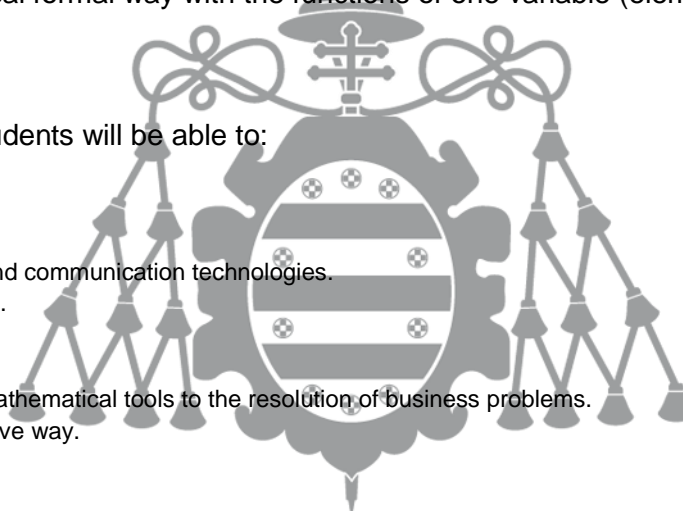 al formal way with the functions of one variable (elem
udents will be able to:
nd communication technologies.
.
athematical tools to the resolution of business problems.
ve way.